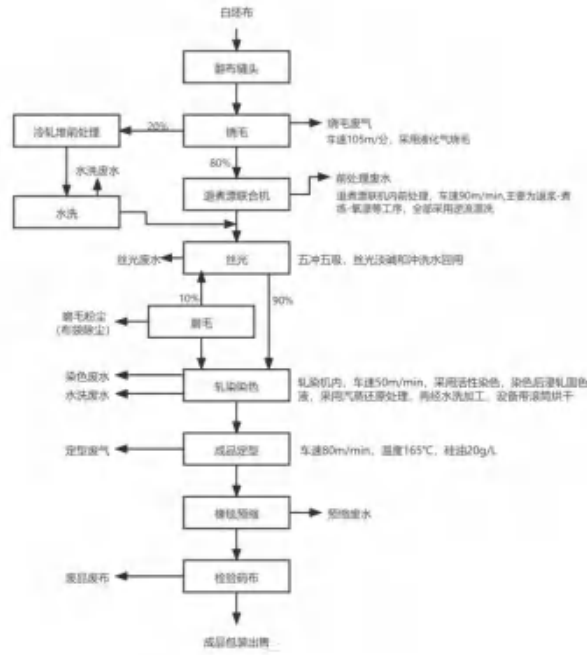 白坯布
翻布缝头
冷轧堆前处理
20%
烧毛
烧毛废气
车速105m/分，采用液化气烧毛
水洗废水
80%
前处理废水
退煮漂联合机
退煮漂联机内前处理，车速90m/min,主要为退浆-煮
练-氧漂等工序，全部采用逆流漂洗
水洗
丝光废水
丝光
五冲五吸，丝光淡碱和冲洗水回用
10%
90%
磨毛粉尘
（布袋除尘）
磨毛
染色废水
水洗废水
轧染染色
轧染机内，车速50m/min，采用活性染色，染色后浸轧固色
液，采用汽蒸还原处理，再经水洗加工，设备带滚筒烘干
定型废气
成品定型
车速80m/min，温度165℃，硅油20g/L
橡毯预缩
预缩废水
废品废布
检验码布
成品包装出售